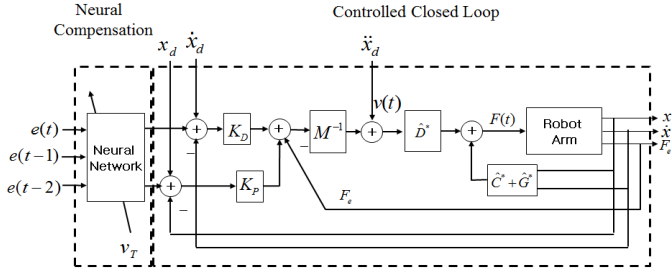 Neural
Compensation
Controlled Closed Loop
x_d
ẋ_d
ẍ_d
v(t)
e(t)
e(t−1)
e(t−2)
Neural
Network
v_T
+
−
+
−
K_D
K_P
+
−
M⁻¹
+
D̂*
+
F(t)
Robot
Arm
Ĉ* + Ĝ*
F_e
x
ẋ
F_e